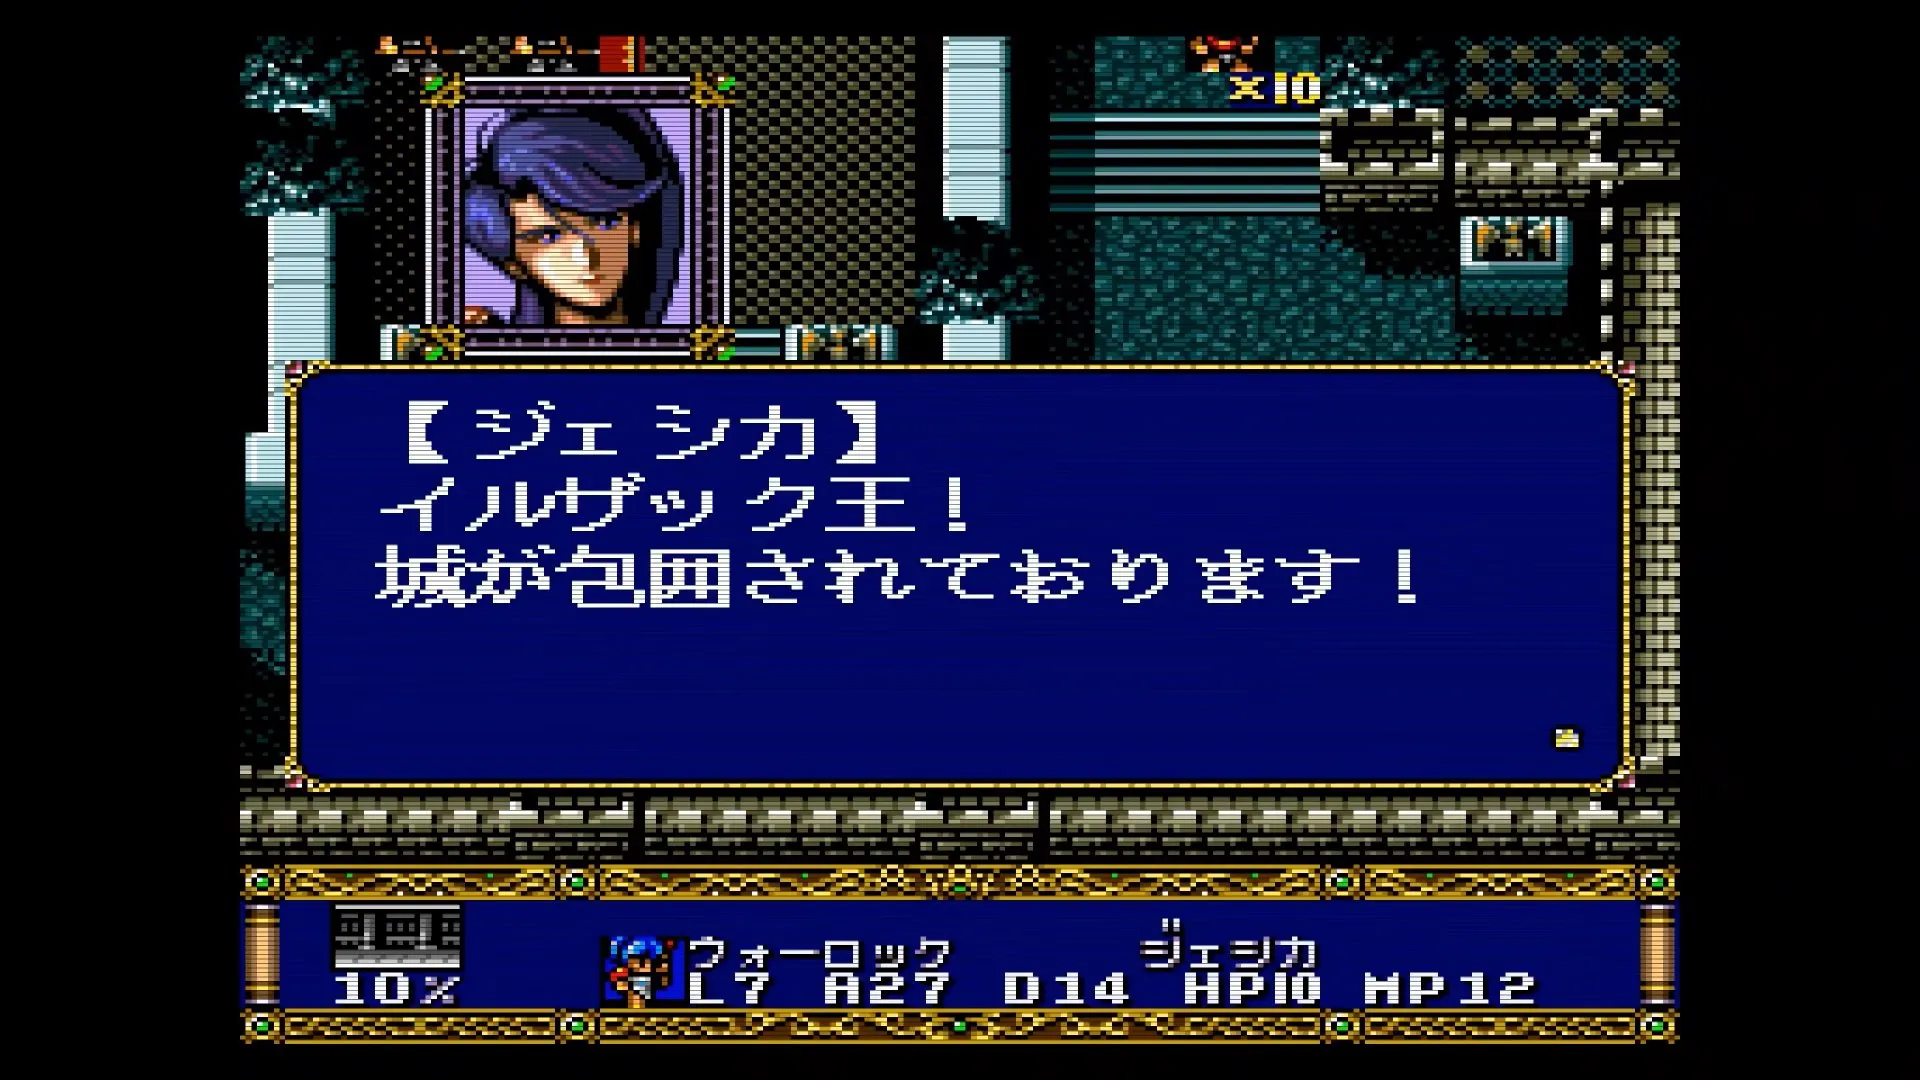 ×10
【ジェシカ】
イルザック王！
城が包囲されております！
ウォーロック ジェシカ
10% L7 A27 D14 HP10 MP12